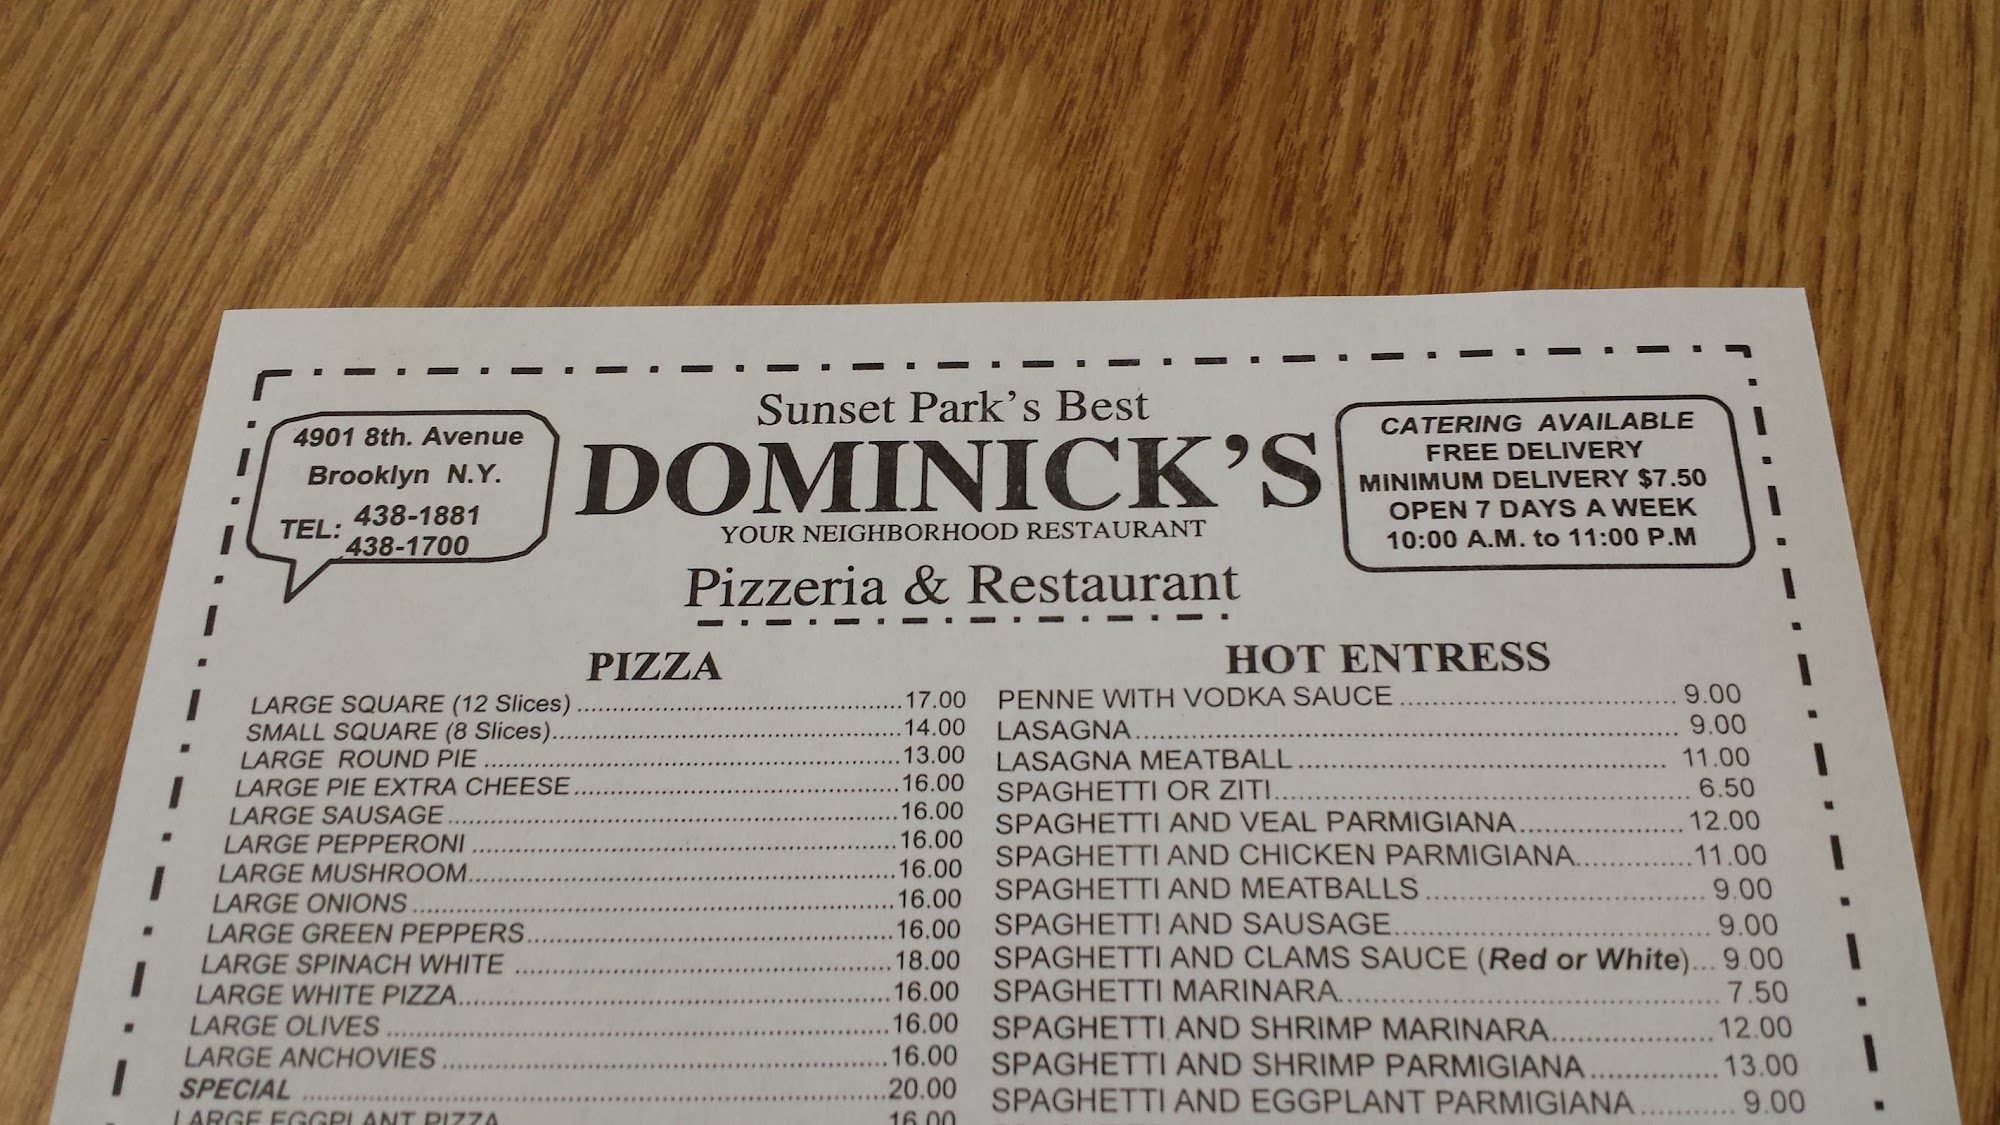 4901 8th. Avenue
Brooklyn N.Y.
TEL: 438-1881
438-1700
Sunset Park's Best
DOMINICK'S
YOUR NEIGHBORHOOD RESTAURANT
Pizzeria & Restaurant
CATERING AVAILABLE
FREE DELIVERY
MINIMUM DELIVERY $7.50
OPEN 7 DAYS A WEEK
10:00 A.M. to 11:00 P.M
PIZZA
LARGE SQUARE (12 Slices) 17.00
SMALL SQUARE (8 Slices) 14.00
LARGE ROUND PIE 13.00
LARGE PIE EXTRA CHEESE 16.00
LARGE SAUSAGE 16.00
LARGE PEPPERONI 16.00
LARGE MUSHROOM 16.00
LARGE ONIONS 16.00
LARGE GREEN PEPPERS 16.00
LARGE SPINACH WHITE 18.00
LARGE WHITE PIZZA 16.00
LARGE OLIVES 16.00
LARGE ANCHOVIES 16.00
SPECIAL 20.00
LARGE EGGPLANT PIZZA 16.00
HOT ENTRESS
PENNE WITH VODKA SAUCE 9.00
LASAGNA 9.00
LASAGNA MEATBALL 11.00
SPAGHETTI OR ZITI 6.50
SPAGHETTI AND VEAL PARMIGIANA 12.00
SPAGHETTI AND CHICKEN PARMIGIANA 11.00
SPAGHETTI AND MEATBALLS 9.00
SPAGHETTI AND SAUSAGE 9.00
SPAGHETTI AND CLAMS SAUCE (Red or White) 9.00
SPAGHETTI MARINARA 7.50
SPAGHETTI AND SHRIMP MARINARA 12.00
SPAGHETTI AND SHRIMP PARMIGIANA 13.00
SPAGHETTI AND EGGPLANT PARMIGIANA 9.00